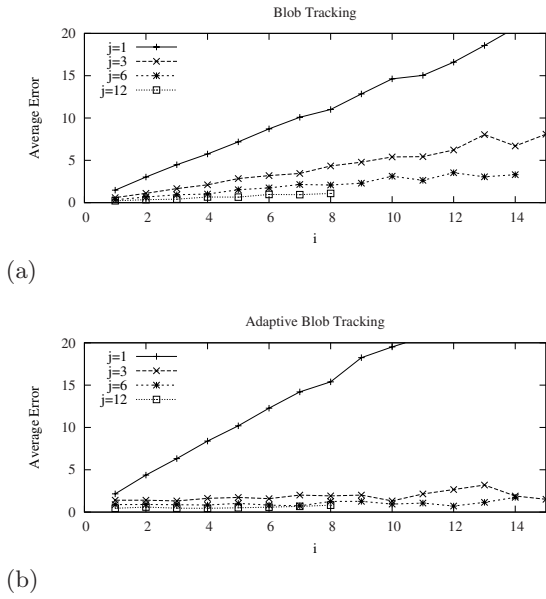 Blob Tracking
20
15
10
5
0
Average Error
j=1
j=3
j=6
j=12
0 2 4 6 8 10 12 14
i
(a)
Adaptive Blob Tracking
20
15
10
5
0
Average Error
j=1
j=3
j=6
j=12
0 2 4 6 8 10 12 14
i
(b)